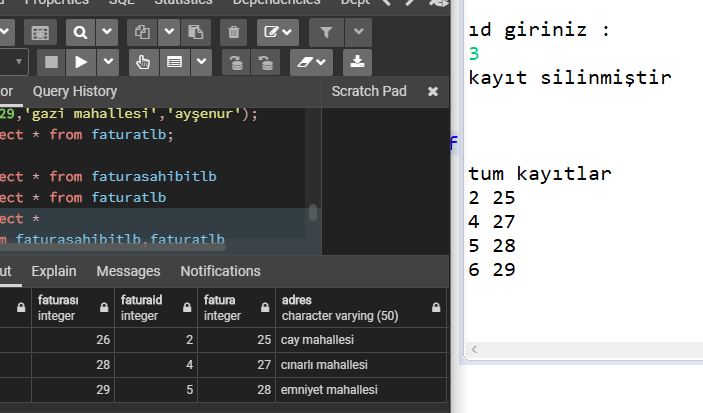 Properties SQL Statistics Dependencies Dep
or Query History
Scratch Pad
29,'gazi mahallesi','ayşenur');
ect * from faturatlb;
ect * from faturasahibitlb
ect * from faturatlb
ect *
m faturasahibitlb,faturatlb
ut Explain Messages Notifications
faturası faturaid fatura adres
integer integer integer character varying (50)
26 2 25 cay mahallesi
28 4 27 cınarlı mahallesi
29 5 28 emniyet mahallesi
ıd giriniz :
3
kayıt silinmiştir
f
tum kayıtlar
2 25
4 27
5 28
6 29